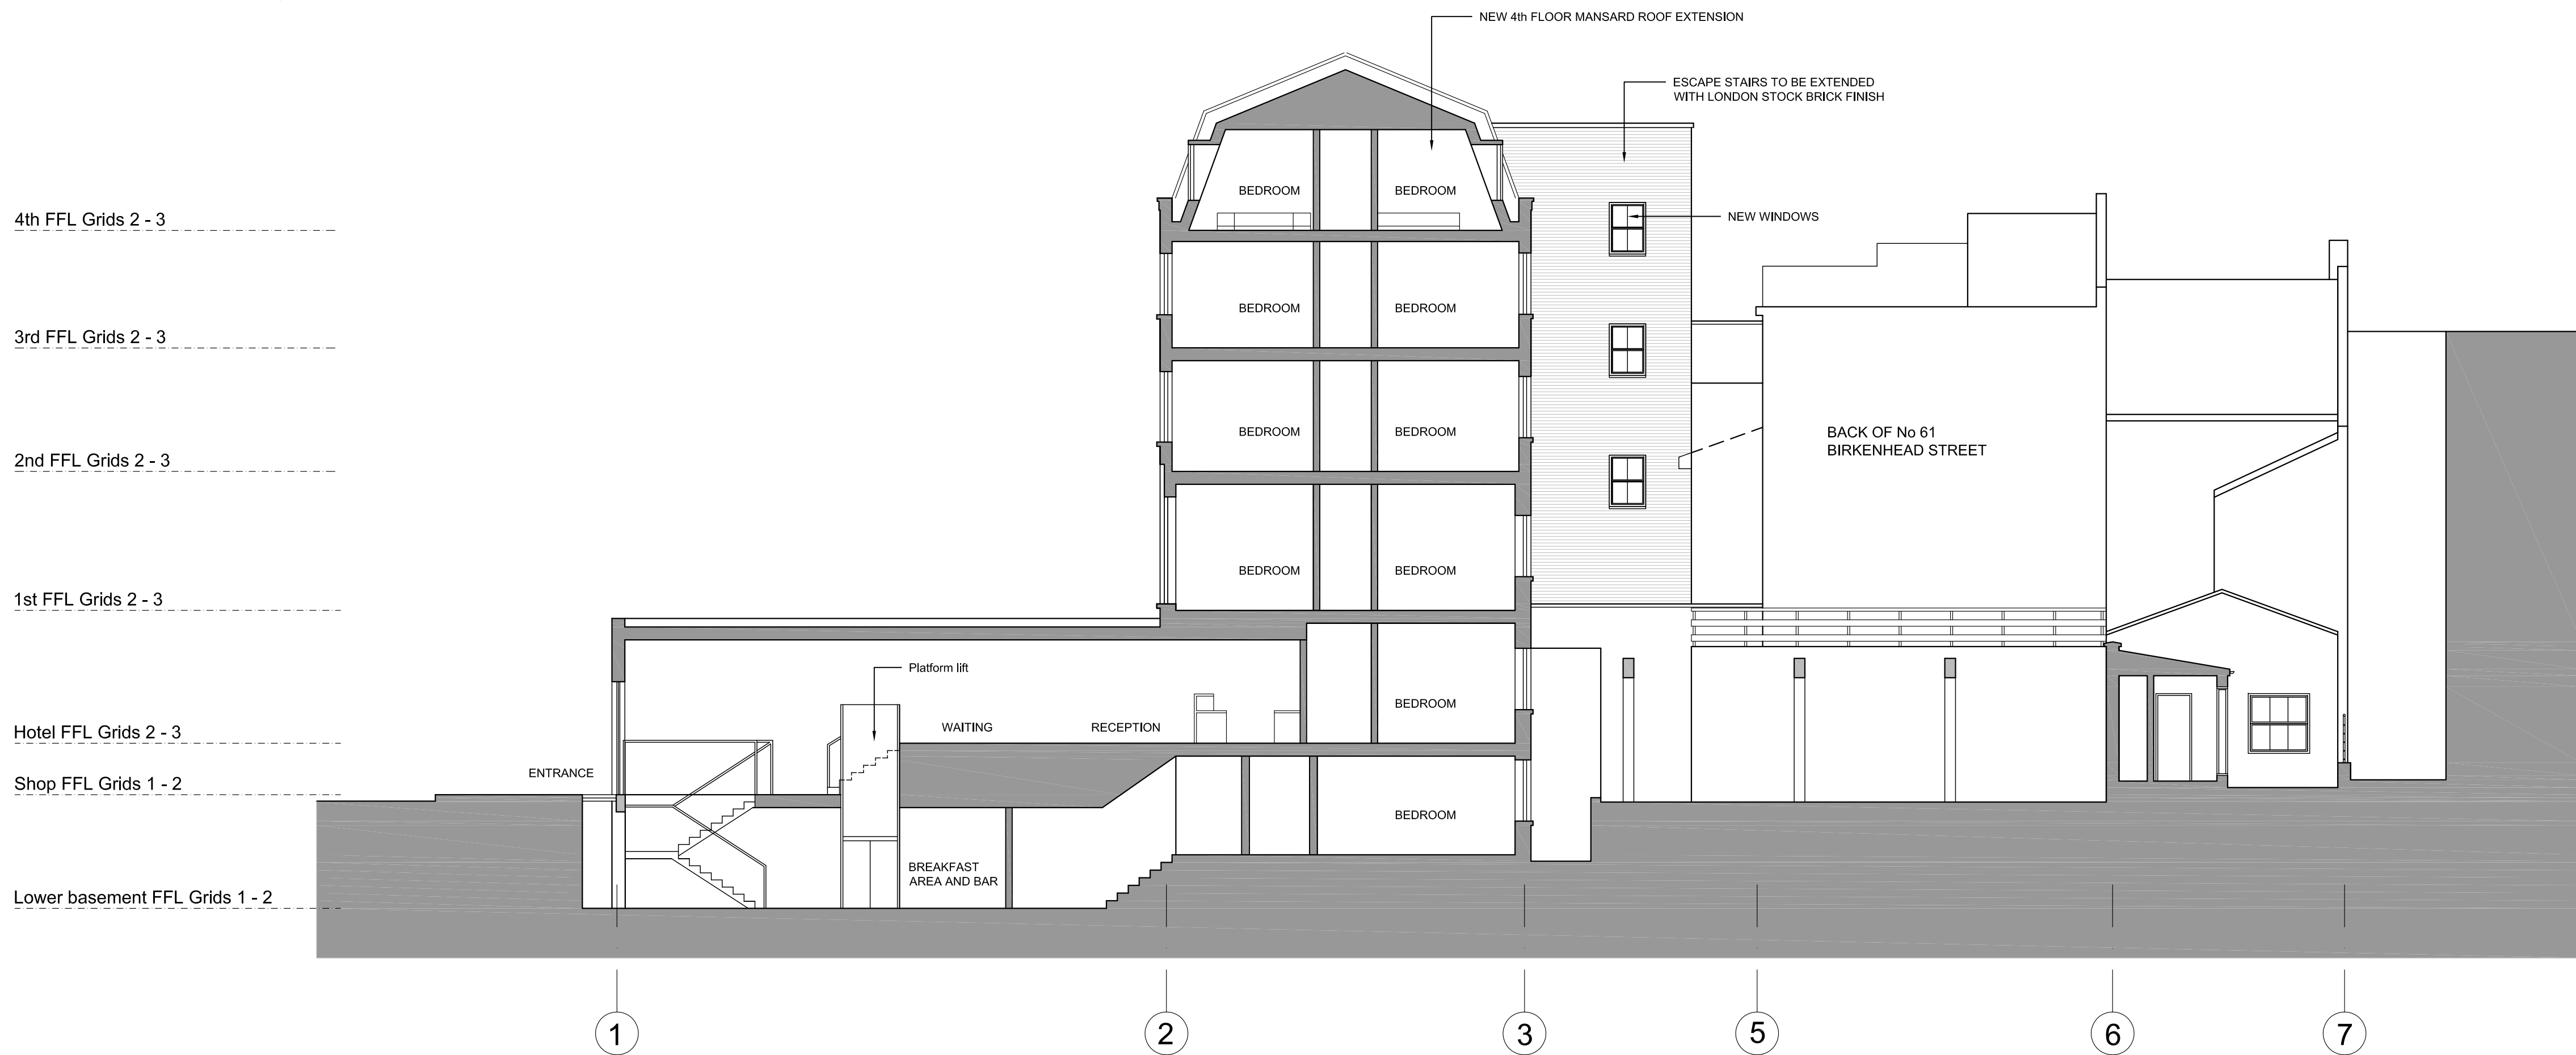 NEW 4th FLOOR MANSARD ROOF EXTENSION
ESCAPE STAIRS TO BE EXTENDED
WITH LONDON STOCK BRICK FINISH
BEDROOM
BEDROOM
NEW WINDOWS
4th FFL Grids 2 - 3
BEDROOM
BEDROOM
3rd FFL Grids 2 - 3
BEDROOM
BEDROOM
BACK OF No 61
BIRKENHEAD STREET
2nd FFL Grids 2 - 3
BEDROOM
BEDROOM
1st FFL Grids 2 - 3
Platform lift
BEDROOM
WAITING
RECEPTION
Hotel FFL Grids 2 - 3
ENTRANCE
Shop FFL Grids 1 - 2
BEDROOM
BREAKFAST
AREA AND BAR
Lower basement FFL Grids 1 - 2
1
2
3
5
6
7